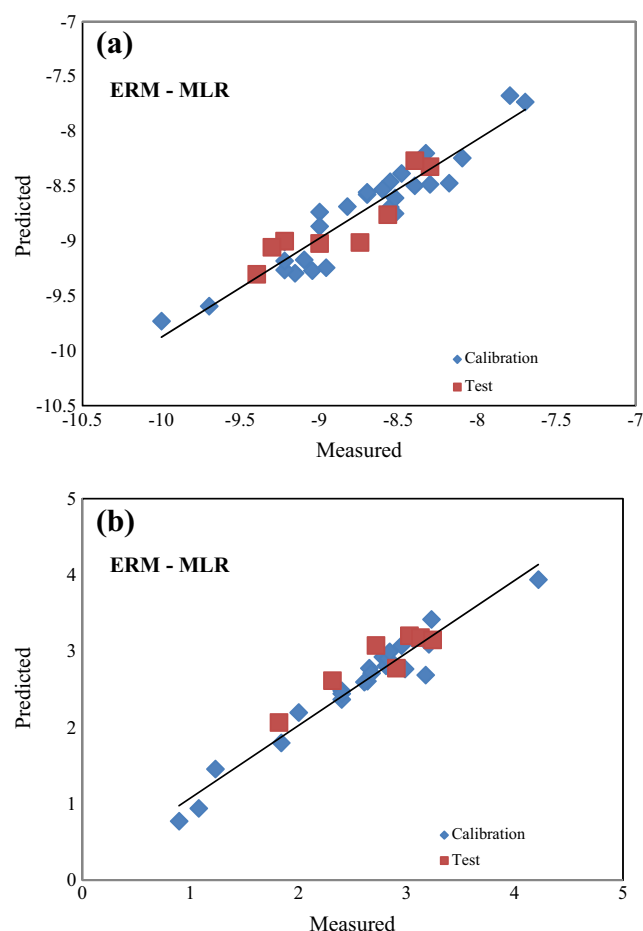 (a)
ERM - MLR
-7
-7.5
-8
-8.5
-9
-9.5
-10
-10.5
Predicted
Calibration
Test
-10.5 -10 -9.5 -9 -8.5 -8 -7.5 -7
Measured
(b)
ERM - MLR
5
4
3
2
1
0
Predicted
Calibration
Test
0 1 2 3 4 5
Measured